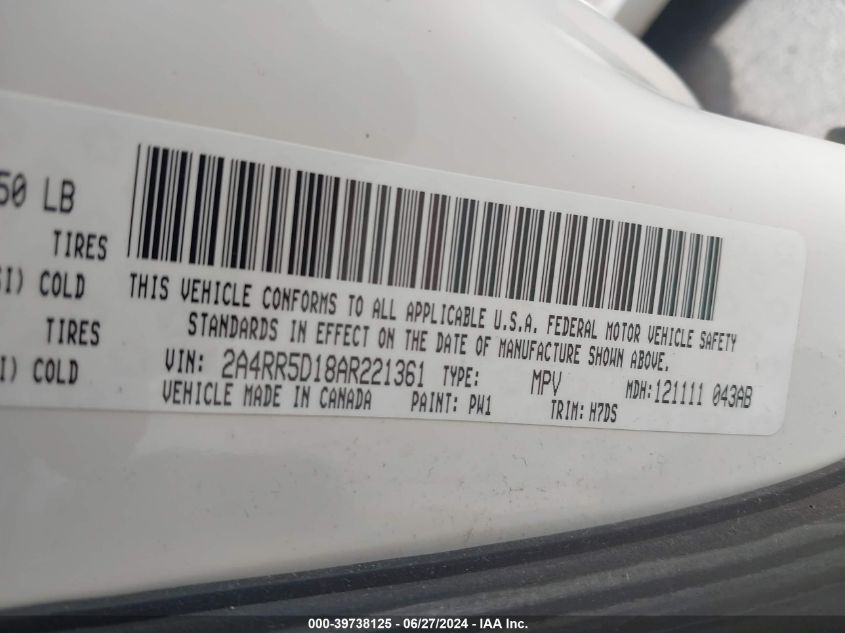 50 LB
TIRES
SI) COLD
TIRES
I) COLD
THIS VEHICLE CONFORMS TO ALL APPLICABLE U.S.A. FEDERAL MOTOR VEHICLE SAFETY
STANDARDS IN EFFECT ON THE DATE OF MANUFACTURE SHOWN ABOVE.
VIN: 2A4RR5D18AR221361 TYPE: MPV MDH: 121111 043AB
VEHICLE MADE IN CANADA PAINT: PW1 TRIM: H7DS
000-39738125 - 06/27/2024 - IAA Inc.